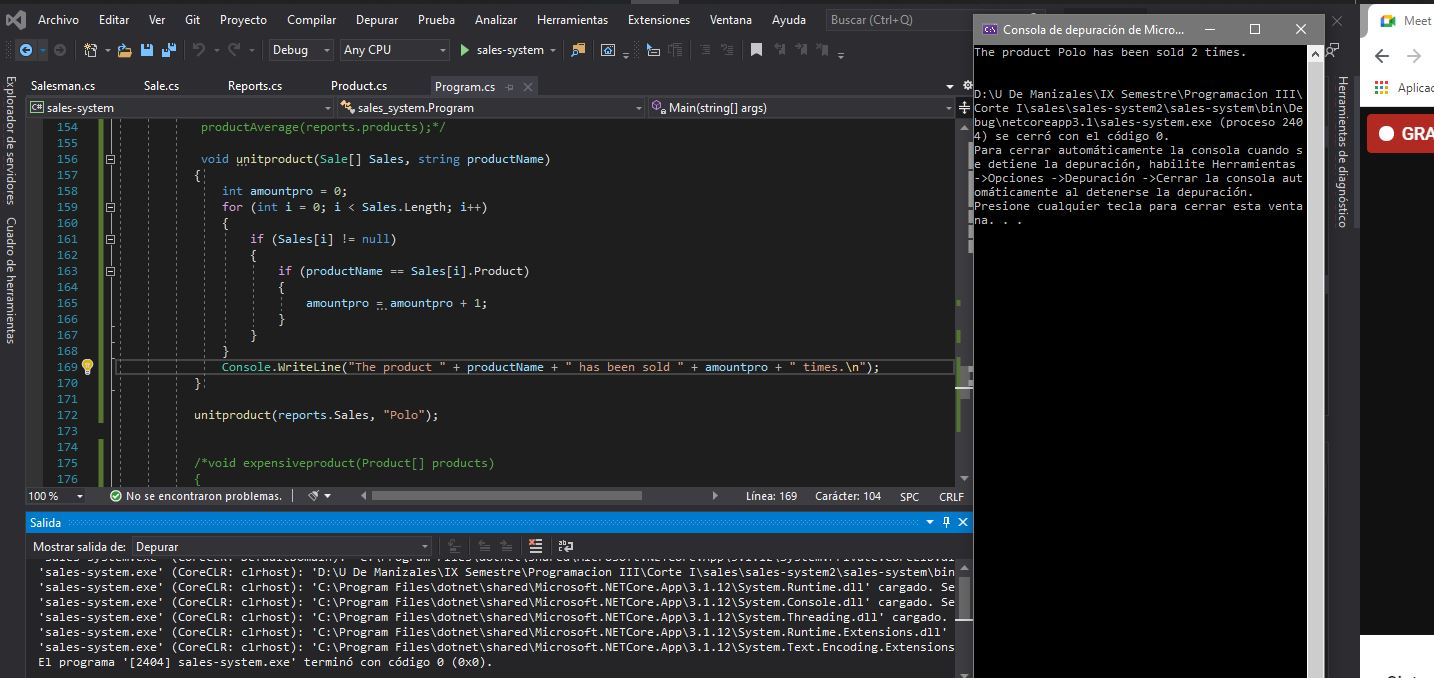 Archivo Editar Ver Git Proyecto Compilar Depurar Prueba Analizar Herramientas Extensiones Ventana Ayuda Buscar (Ctrl+Q)
Debug Any CPU sales-system
Explorador de servidores
Cuadro de herramientas
Salesman.cs Sale.cs Reports.cs Product.cs Program.cs
C# sales-system sales_system.Program Main(string[] args)
154 productAverage(reports.products);*/
155
156 void unitproduct(Sale[] Sales, string productName)
157 {
158 int amountpro = 0;
159 for (int i = 0; i < Sales.Length; i++)
160 {
161 if (Sales[i] != null)
162 {
163 if (productName == Sales[i].Product)
164 {
165 amountpro = amountpro + 1;
166 }
167 }
168 }
169 Console.WriteLine("The product " + productName + " has been sold " + amountpro + " times.\n");
170 }
171
172 unitproduct(reports.Sales, "Polo");
173
174
175 /*void expensiveproduct(Product[] products)
176 {
100 % No se encontraron problemas. Línea: 169 Carácter: 104 SPC CRLF
Salida
Mostrar salida de: Depurar
'sales-system.exe' (CoreCLR: clrhost): 'D:\U De Manizales\IX Semestre\Programacion III\Corte I\sales\sales-system2\sales-system\bin
'sales-system.exe' (CoreCLR: clrhost): 'C:\Program Files\dotnet\shared\Microsoft.NETCore.App\3.1.12\System.Runtime.dll' cargado. Se
'sales-system.exe' (CoreCLR: clrhost): 'C:\Program Files\dotnet\shared\Microsoft.NETCore.App\3.1.12\System.Console.dll' cargado. Se
'sales-system.exe' (CoreCLR: clrhost): 'C:\Program Files\dotnet\shared\Microsoft.NETCore.App\3.1.12\System.Threading.dll' cargado.
'sales-system.exe' (CoreCLR: clrhost): 'C:\Program Files\dotnet\shared\Microsoft.NETCore.App\3.1.12\System.Runtime.Extensions.dll'
'sales-system.exe' (CoreCLR: clrhost): 'C:\Program Files\dotnet\shared\Microsoft.NETCore.App\3.1.12\System.Text.Encoding.Extensions
El programa '[2404] sales-system.exe' terminó con código 0 (0x0).
Consola de depuración de Micro...
The product Polo has been sold 2 times.
D:\U De Manizales\IX Semestre\Programacion III\
Corte I\sales\sales-system2\sales-system\bin\De
bug\netcoreapp3.1\sales-system.exe (proceso 240
4) se cerró con el código 0.
Para cerrar automáticamente la consola cuando s
e detiene la depuración, habilite Herramientas
->Opciones ->Depuración ->Cerrar la consola aut
omáticamente al detenerse la depuración.
Presione cualquier tecla para cerrar esta venta
na. . .
Herramientas de diagnóstico
Meet
Aplicac
GRA